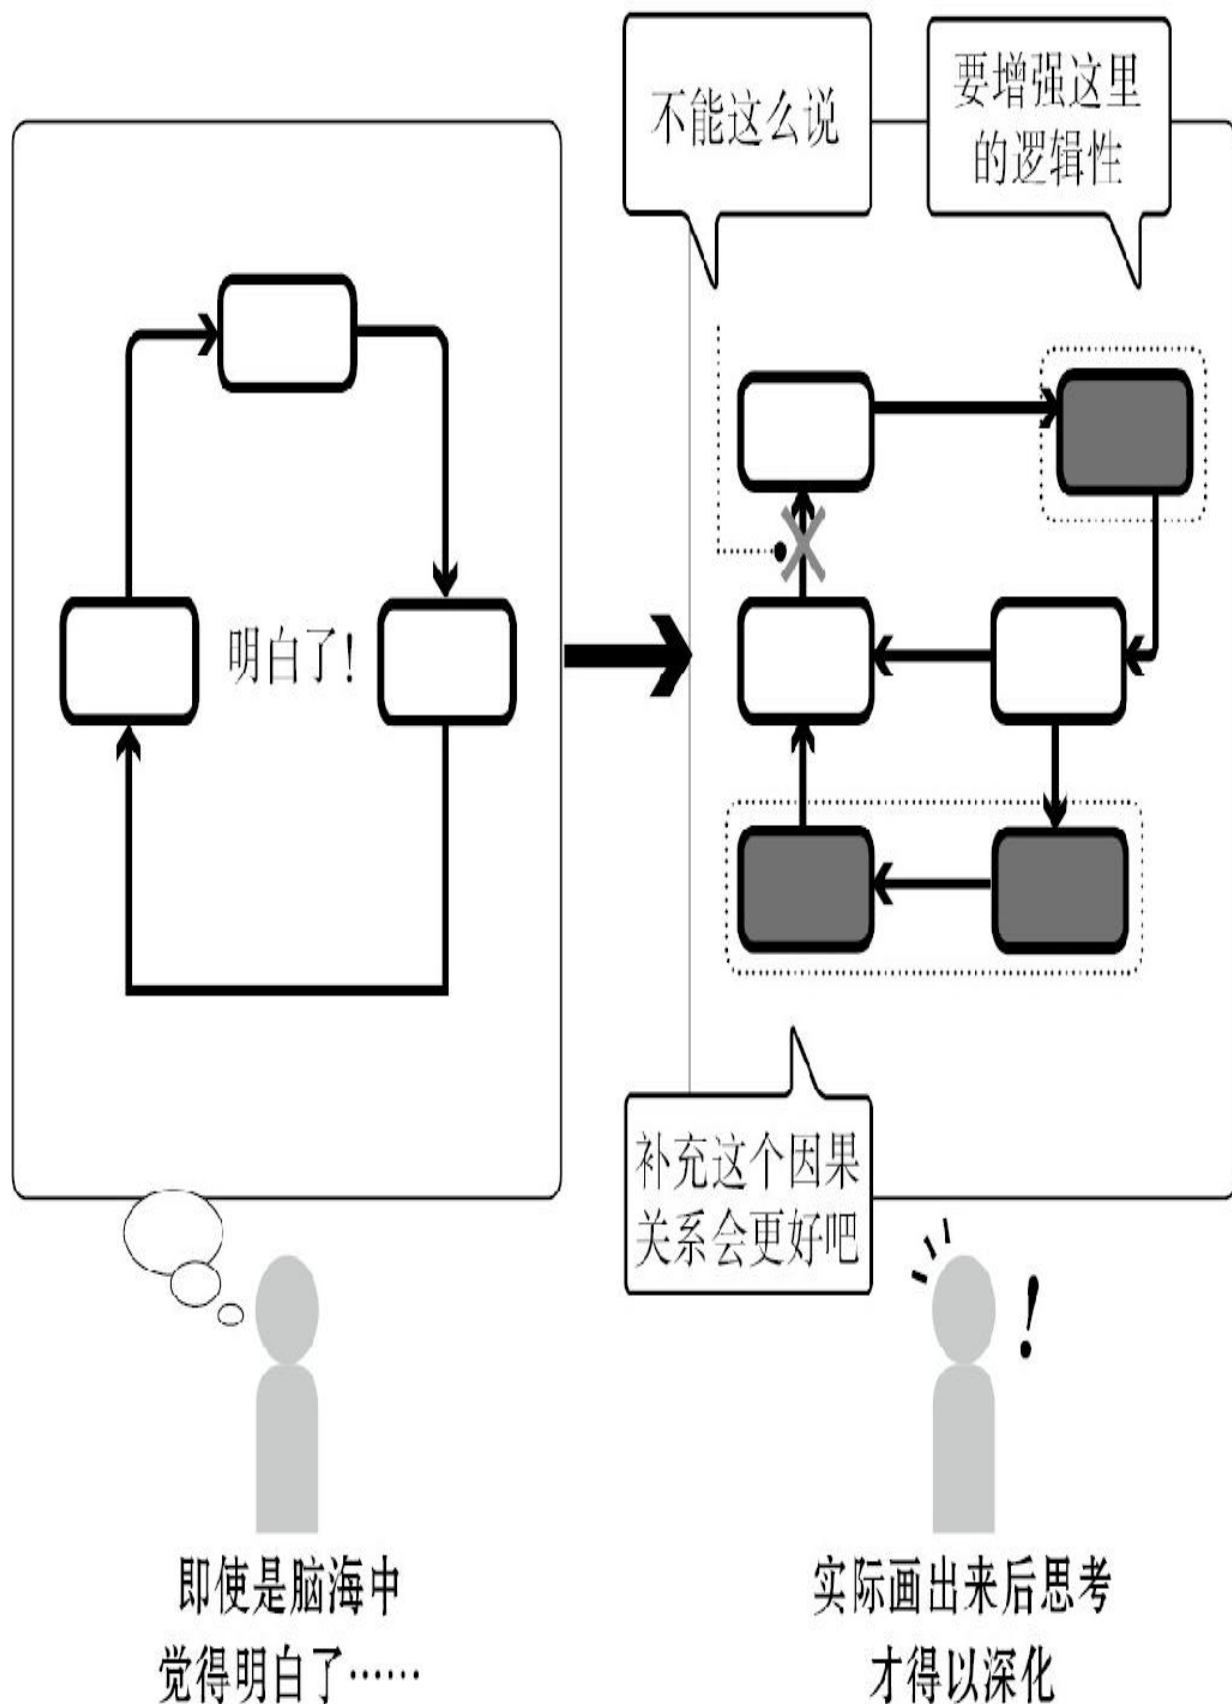 不能这么说
要增强这里
的逻辑性
明白了！
补充这个因果
关系会更好吧
！
即使是脑海中
觉得明白了……
实际画出来后思考
才得以深化